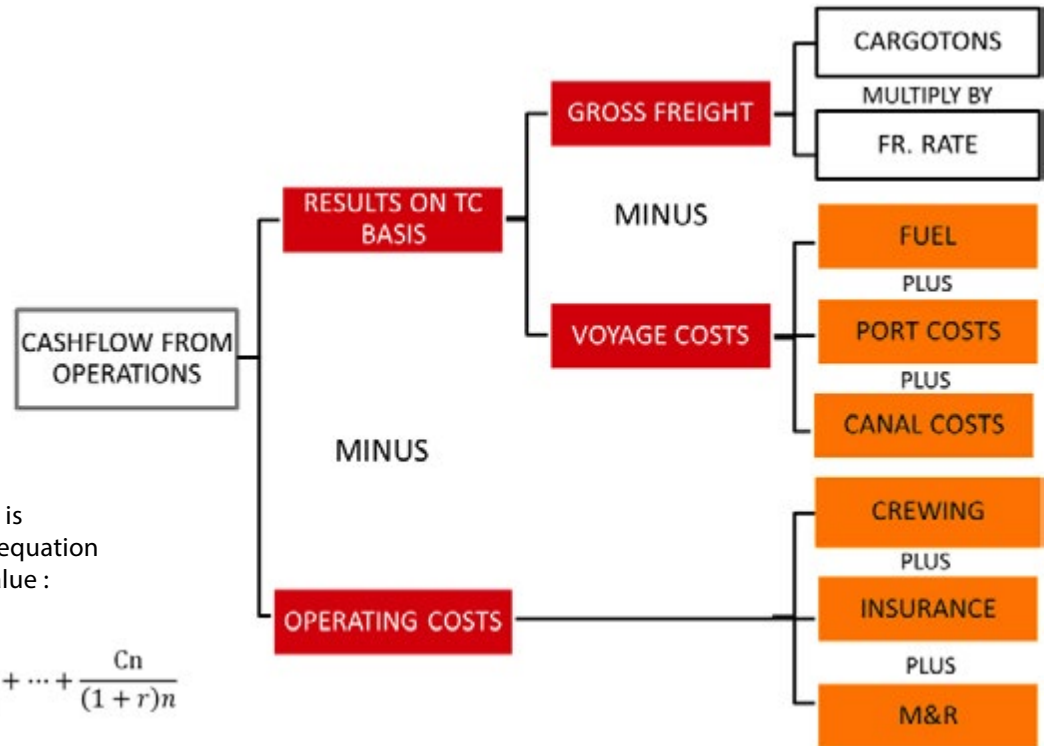 CARGOTONS
MULTIPLY BY
FR. RATE
GROSS FREIGHT
MINUS
RESULTS ON TC
BASIS
FUEL
PLUS
PORT COSTS
PLUS
CANAL COSTS
VOYAGE COSTS
CASHFLOW FROM
OPERATIONS
MINUS
CREWING
PLUS
INSURANCE
PLUS
M&R
OPERATING COSTS
is
equation
alue :
+ ⋯ + Cn/(1 + r)n